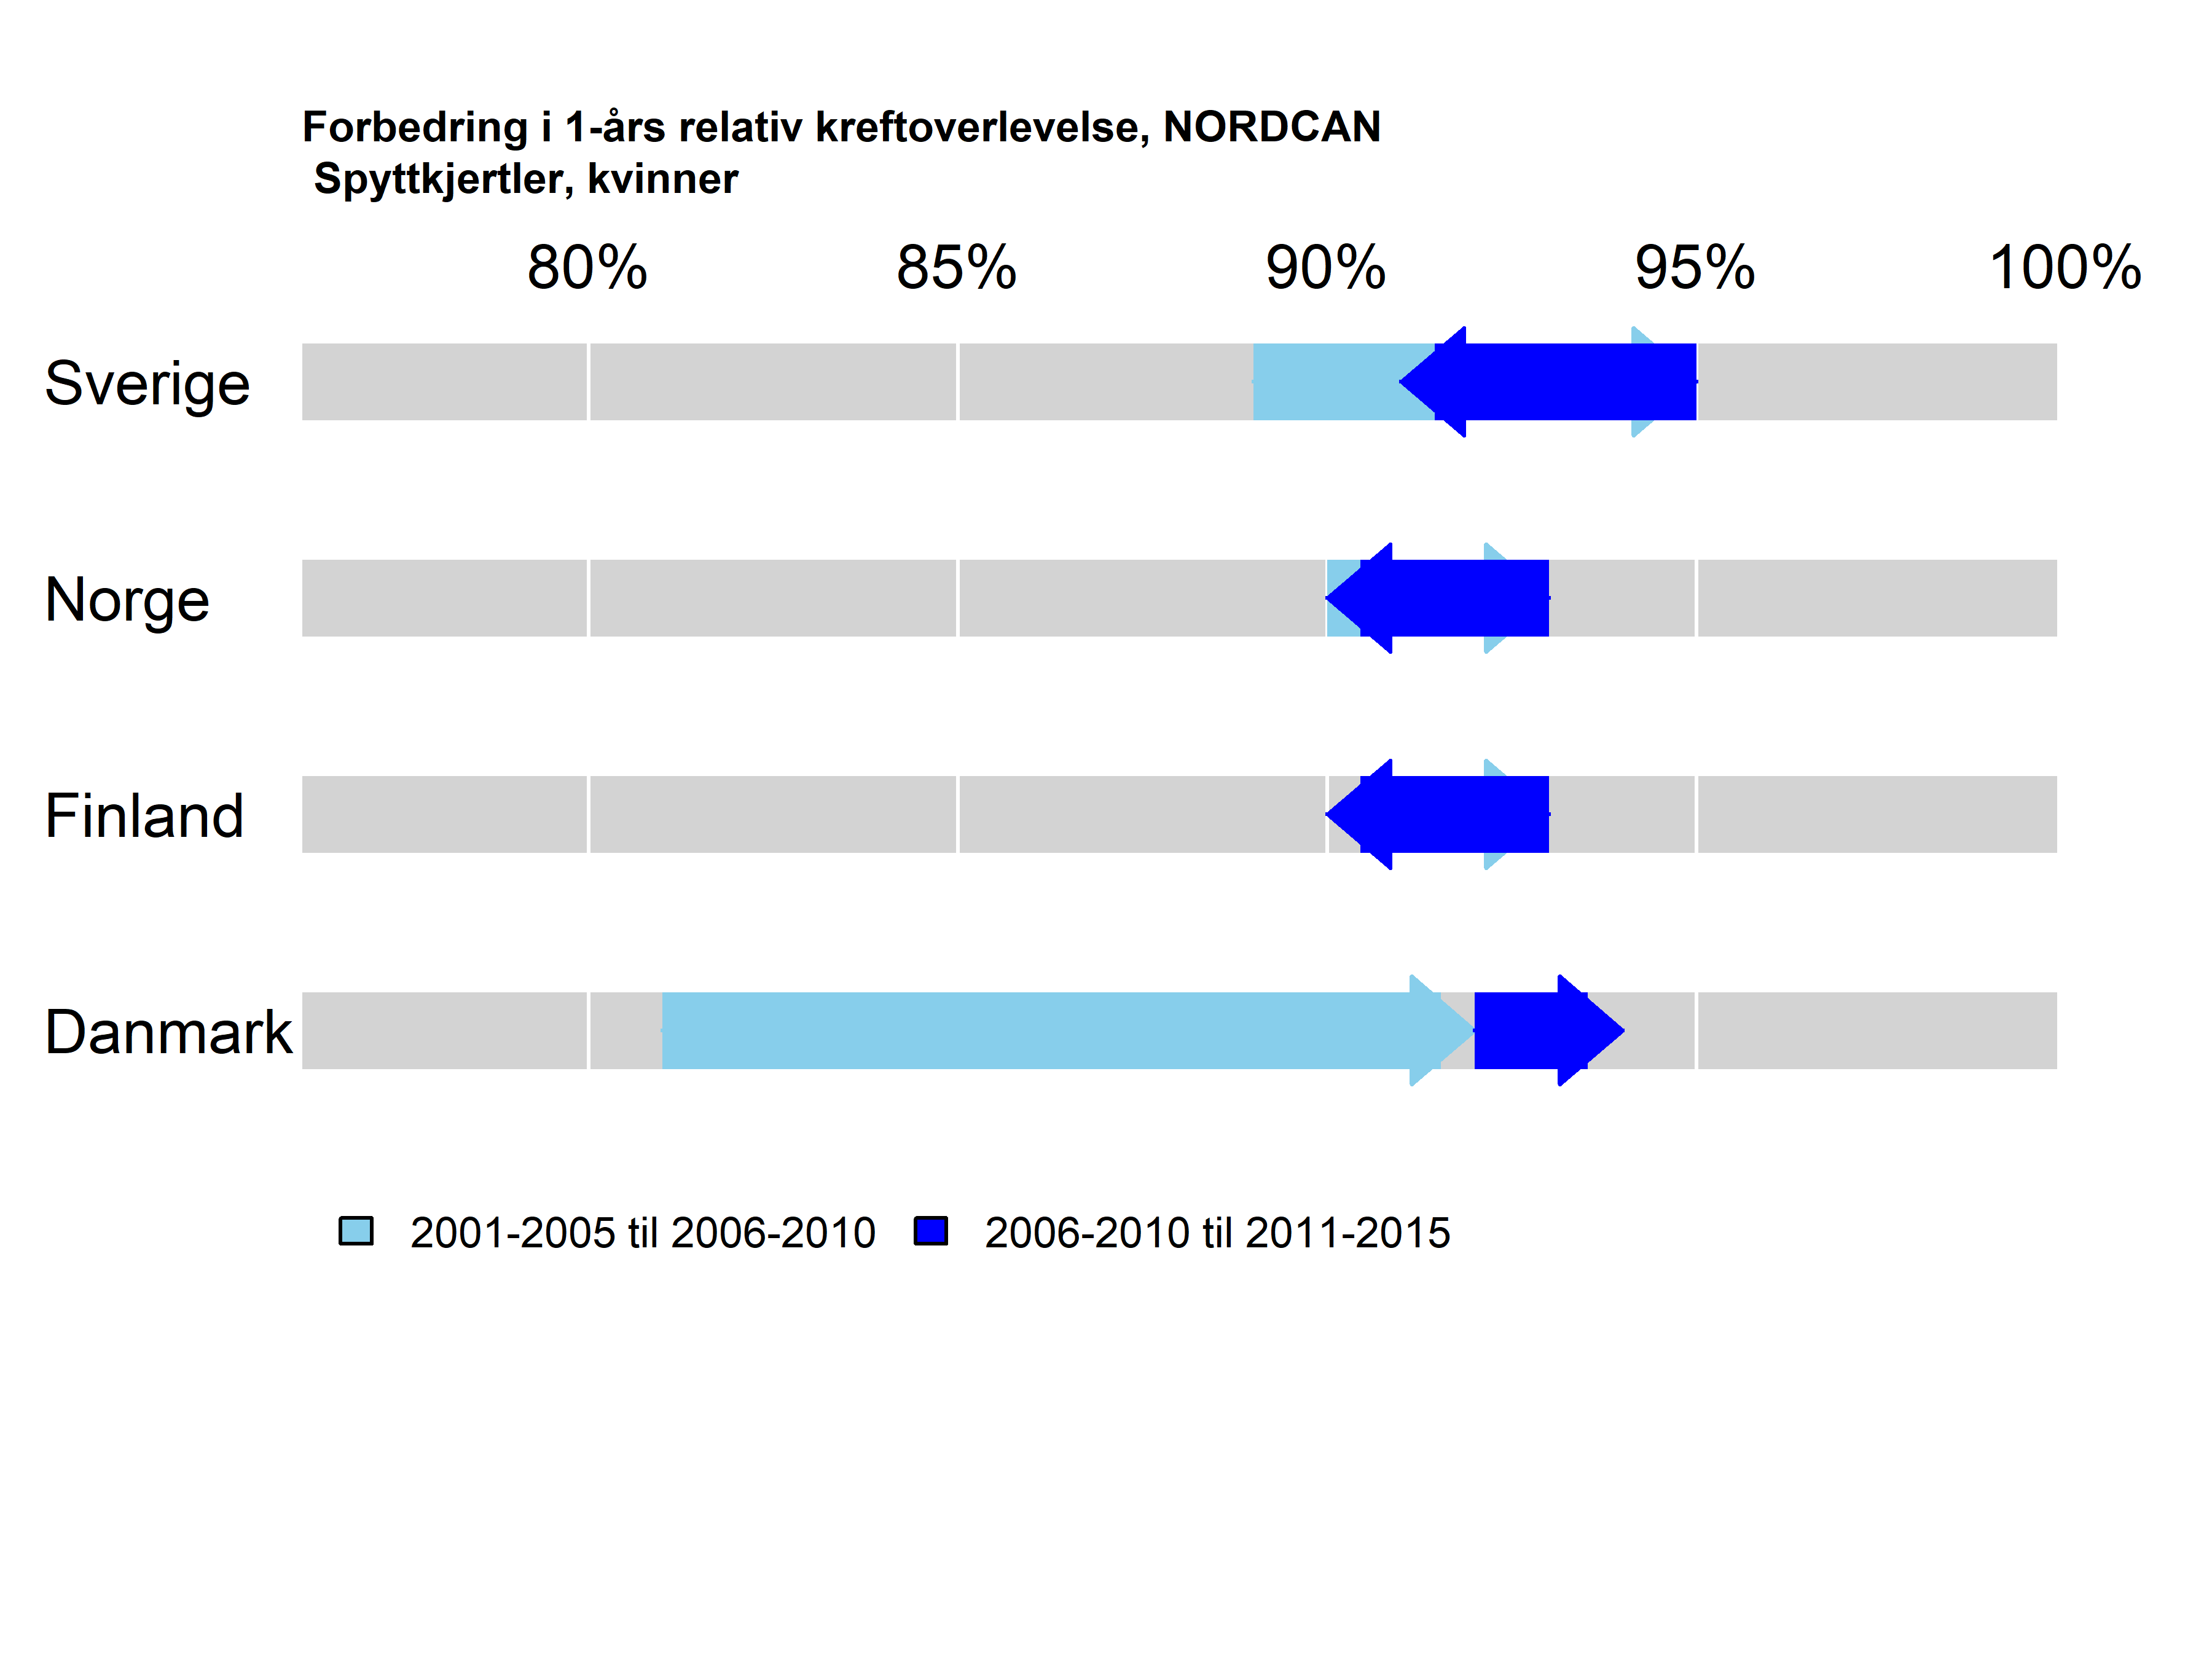 Forbedring i 1-års relativ kreftoverlevelse, NORDCAN
Spyttkjertler, kvinner
80% 85% 90% 95% 100%
Sverige
Norge
Finland
Danmark
2001-2005 til 2006-2010 2006-2010 til 2011-2015